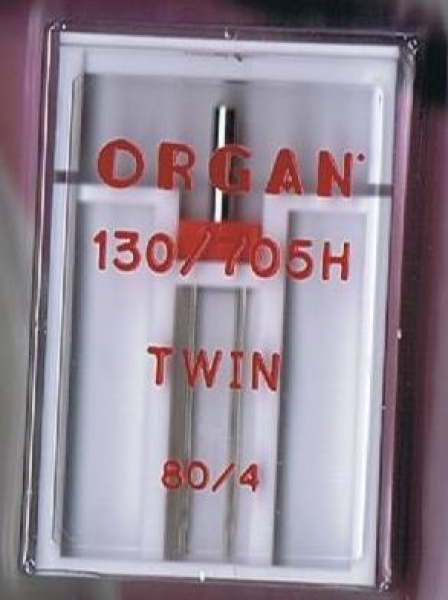 ORGAN
130/705H
TWIN
80/4